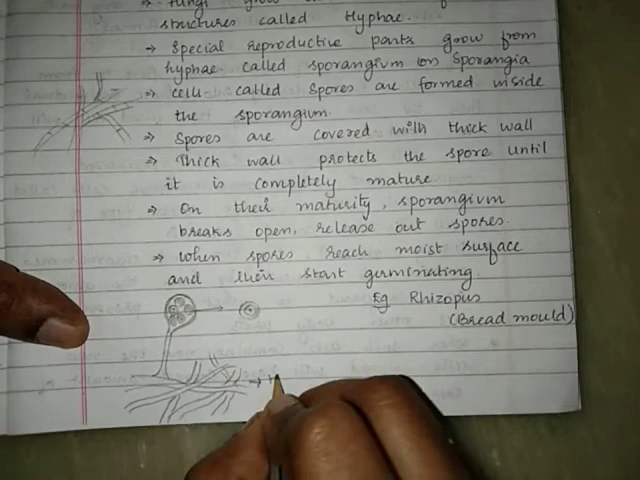 fungi grow
structures called Hyphae.
→ special reproductive parts grow from
hyphae called sporangium (or) sporangia
→ cells called spores are formed inside
the sporangium.
→ spores are covered with thick wall
→ Thick wall protects the spore until
it is completely mature.
→ On their maturity, sporangium
breaks open, release out spores.
→ when spores reach moist surface
and then start germinating.
Eg Rhizopus
(Bread mould)